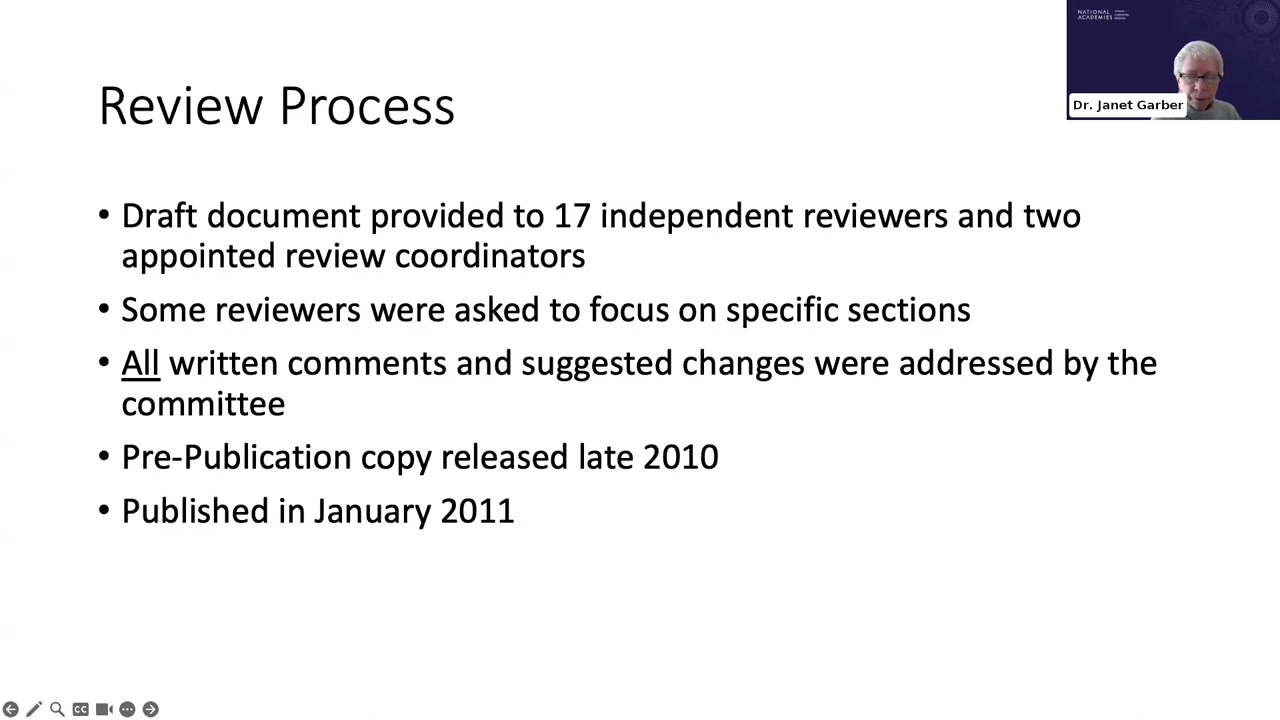 NATIONAL
ACADEMIES
Dr. Janet Garber
Review Process
• Draft document provided to 17 independent reviewers and two
appointed review coordinators
• Some reviewers were asked to focus on specific sections
• All written comments and suggested changes were addressed by the
committee
• Pre-Publication copy released late 2010
• Published in January 2011
CC